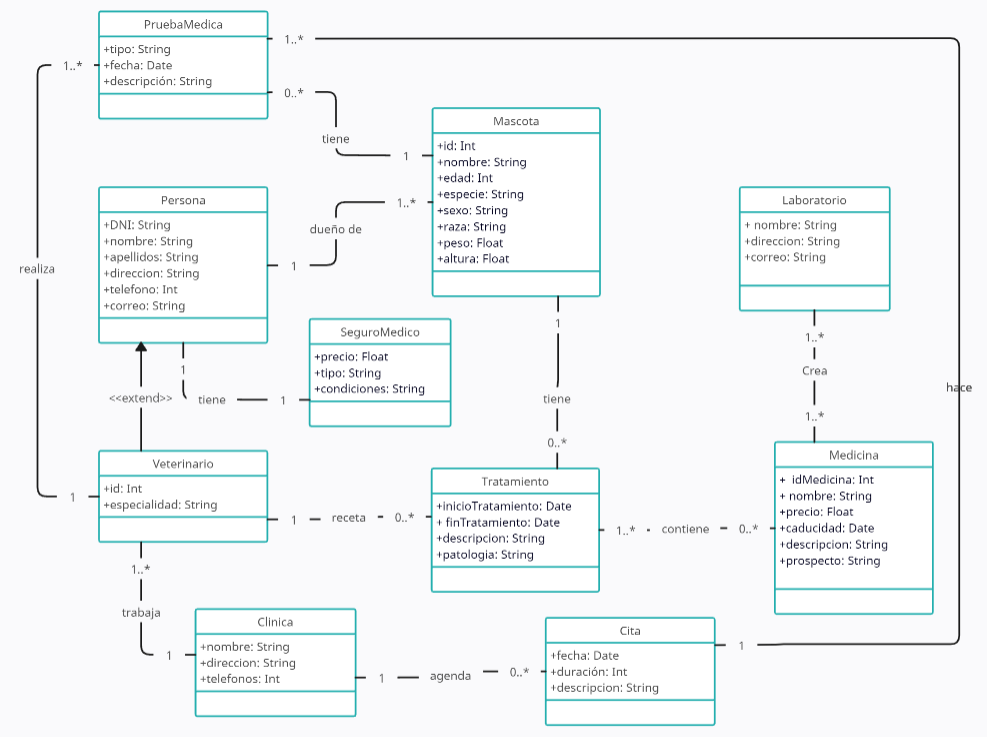 PruebaMedica
+tipo: String
+fecha: Date
+descripción: String
1..*
1..*
0..*
tiene
1
Mascota
+id: Int
+nombre: String
+edad: Int
+especie: String
+sexo: String
+raza: String
+peso: Float
+altura: Float
Persona
+DNI: String
+nombre: String
+apellidos: String
+direccion: String
+telefono: Int
+correo: String
1..*
dueño de
1
Laboratorio
+ nombre: String
+direccion: String
+correo: String
realiza
SeguroMedico
+precio: Float
+tipo: String
+condiciones: String
1
tiene
1
<<extend>>
1
tiene
0..*
1..*
Crea
1..*
hace
Veterinario
+id: Int
+especialidad: String
1
1
receta
0..*
Tratamiento
+inicioTratamiento: Date
+ finTratamiento: Date
+descripcion: String
+patologia: String
1..*
contiene
0..*
Medicina
+ idMedicina: Int
+ nombre: String
+precio: Float
+caducidad: Date
+descripcion: String
+prospecto: String
1..*
trabaja
1
Clinica
+nombre: String
+direccion: String
+telefonos: Int
1
agenda
0..*
Cita
+fecha: Date
+duración: Int
+descripcion: String
1